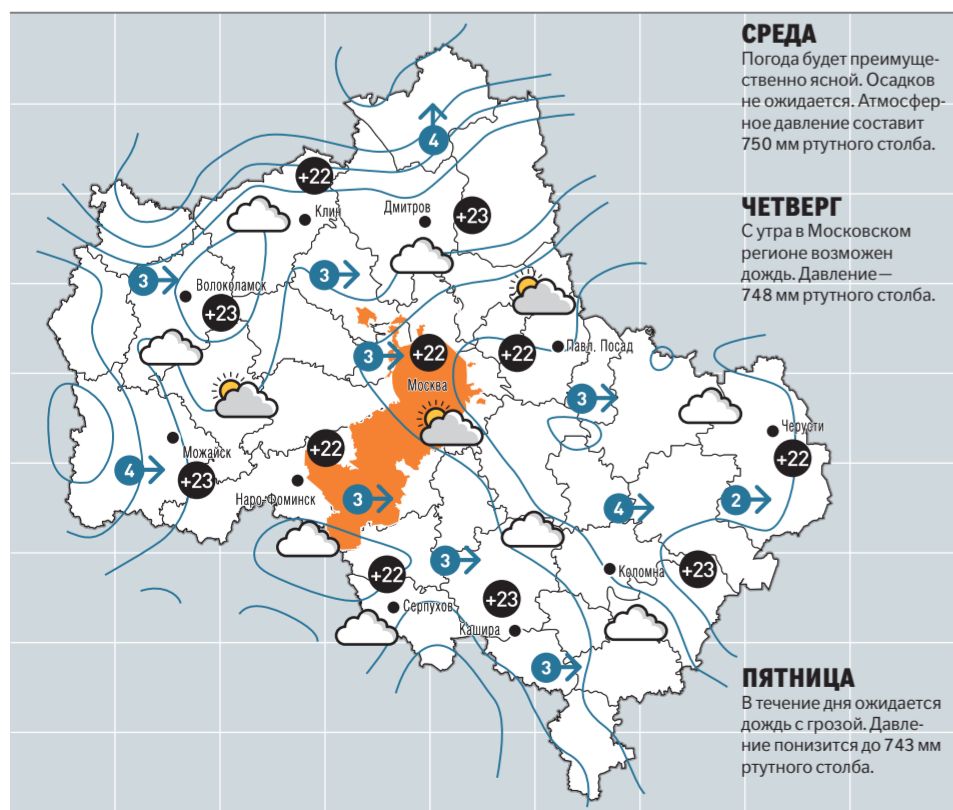 СРЕДА
Погода будет преимуще-
ственно ясной. Осадков
не ожидается. Атмосфер-
ное давление составит
750 мм ртутного столба.
ЧЕТВЕРГ
С утра в Московском
регионе возможен
дождь. Давление —
748 мм ртутного столба.
ПЯТНИЦА
В течение дня ожидается
дождь с грозой. Давле-
ние понизится до 743 мм
ртутного столба.
4
+22
Клин
Дмитров
+23
3
Волоколамск
3
+23
3
+22
Москва
+22
Павл. Посад
3
Черусти
+22
Можайск
4
+23
+22
Наро-Фоминск
3
4
2
3
+22
Серпухов
+23
Кашира
Коломна
+23
3